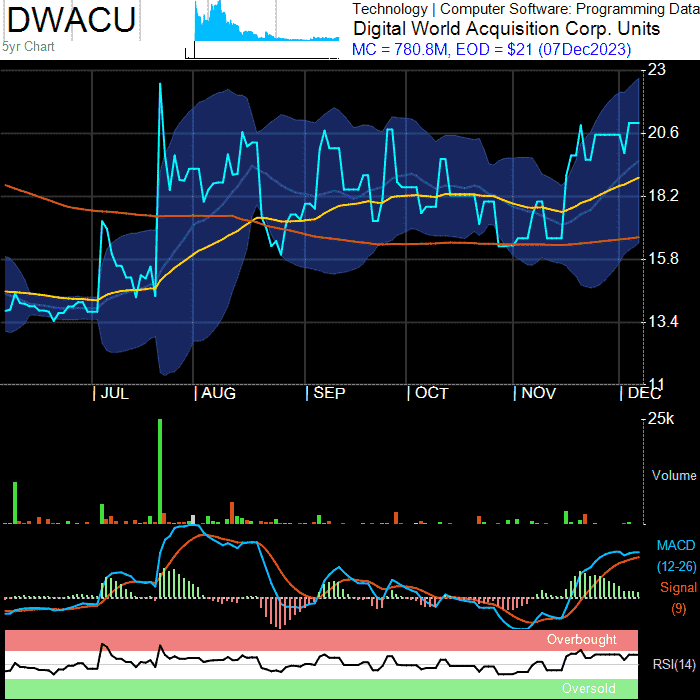 DWACU
5yr Chart
Technology | Computer Software: Programming Data
Digital World Acquisition Corp. Units
MC = 780.8M, EOD = $21 (07Dec2023)
23
20.6
18.2
15.8
13.4
11
JUL
AUG
SEP
OCT
NOV
DEC
25k
Volume
MACD
(12-26)
Signal
(9)
Overbought
RSI(14)
Oversold